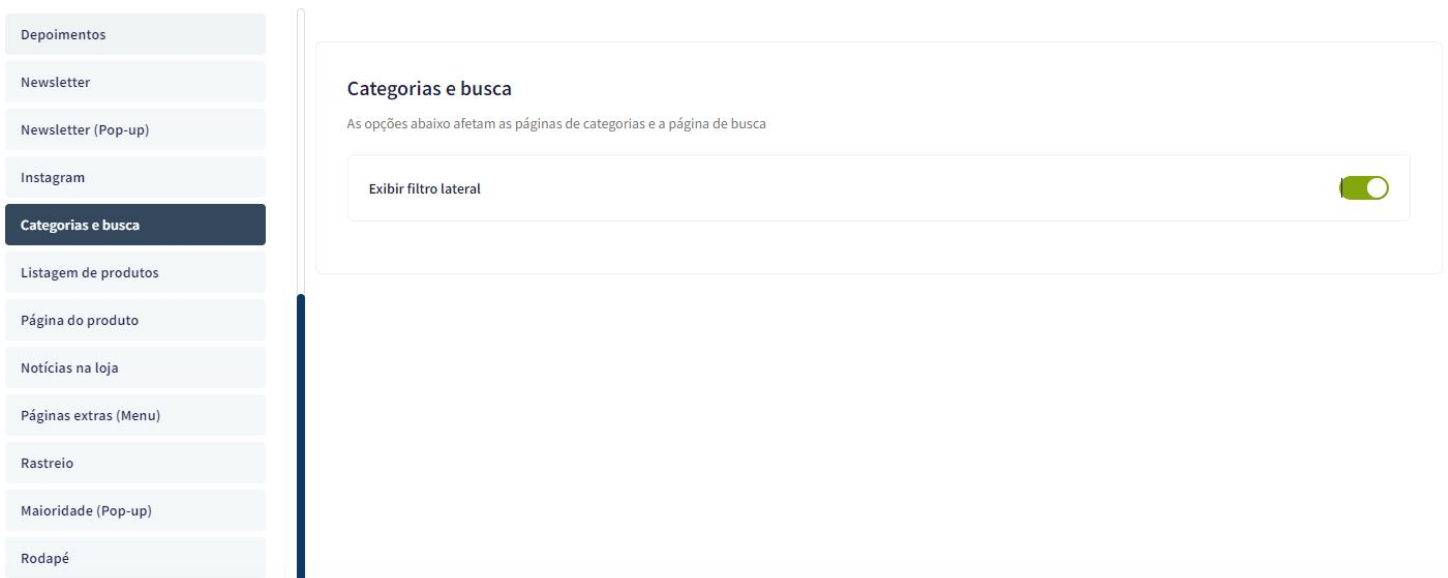 Depoimentos
Newsletter
Newsletter (Pop-up)
Instagram
Categorias e busca
Listagem de produtos
Página do produto
Notícias na loja
Páginas extras (Menu)
Rastreio
Maioridade (Pop-up)
Rodapé
Categorias e busca
As opções abaixo afetam as páginas de categorias e a página de busca
Exibir filtro lateral